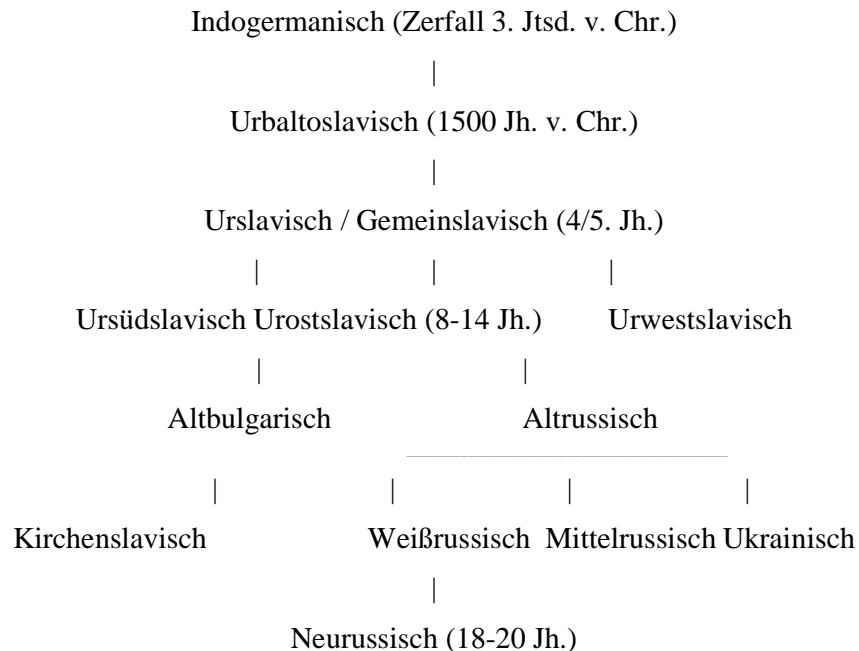 Indogermanisch (Zerfall 3. Jtsd. v. Chr.)
|
Urbaltoslavisch (1500 Jh. v. Chr.)
|
Urslavisch / Gemeinslavisch (4/5. Jh.)
| | |
Ursüdslavisch Urostslavisch (8-14 Jh.) Urwestslavisch
| |
Altbulgarisch Altrussisch
| | | |
Kirchenslavisch Weißrussisch Mittelrussisch Ukrainisch
|
Neurussisch (18-20 Jh.)